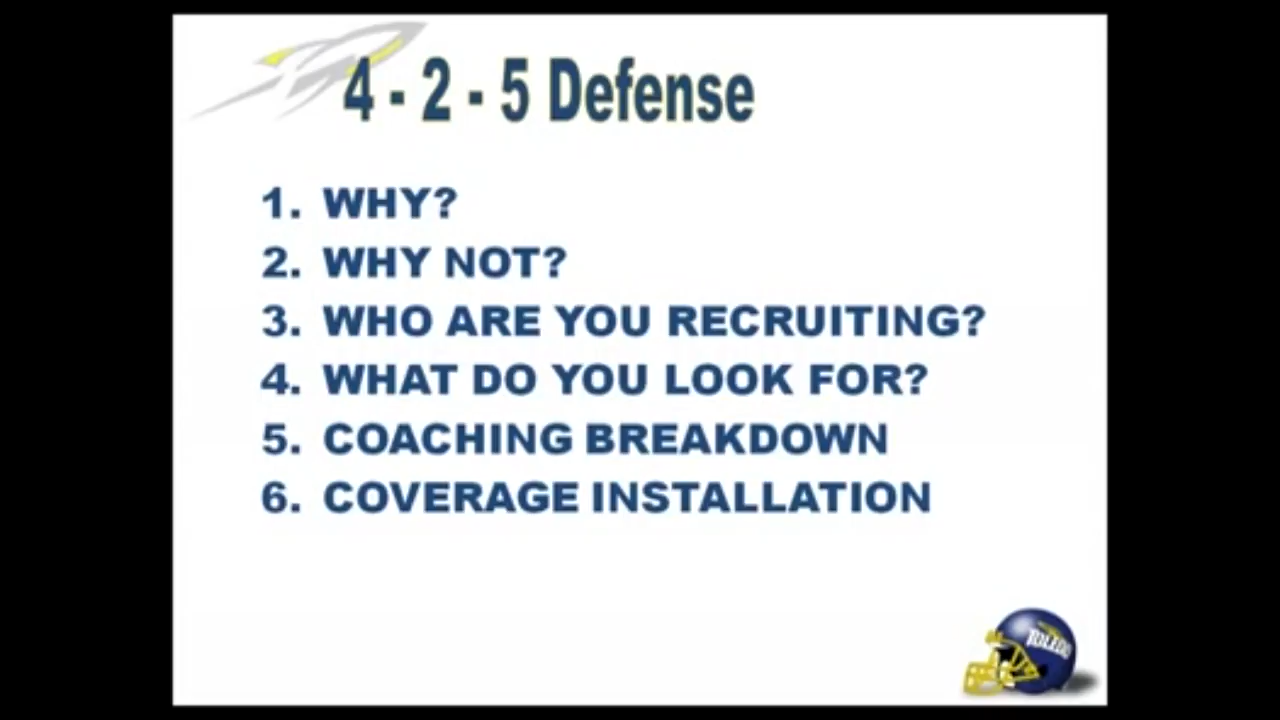 4 - 2 - 5 Defense
1. WHY?
2. WHY NOT?
3. WHO ARE YOU RECRUITING?
4. WHAT DO YOU LOOK FOR?
5. COACHING BREAKDOWN
6. COVERAGE INSTALLATION
TOLEDO